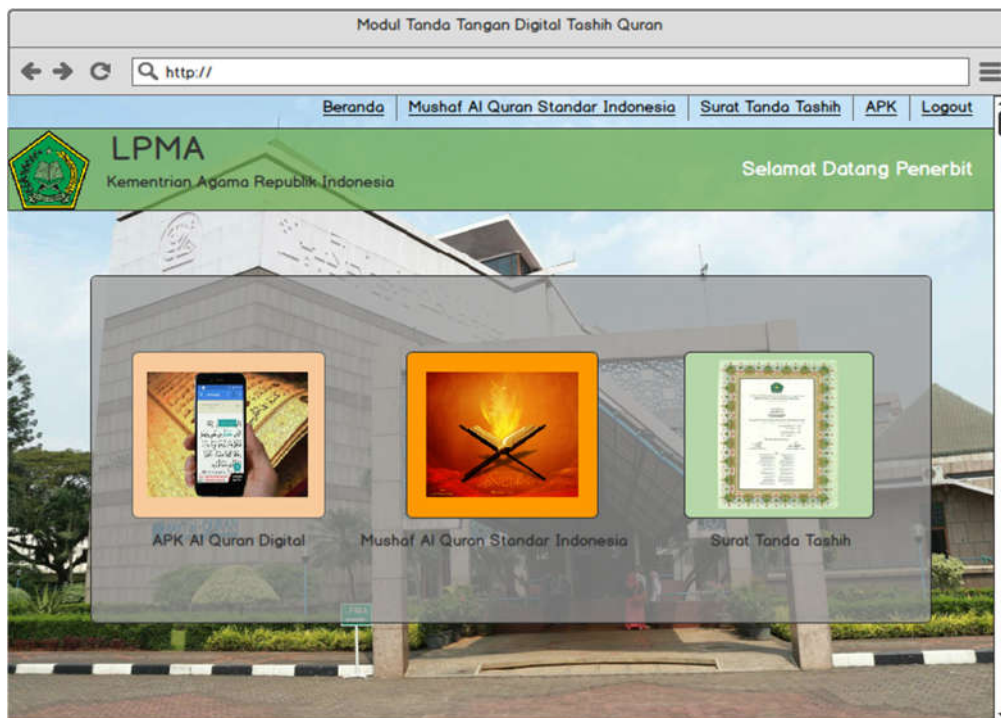 Modul Tanda Tangan Digital Tashih Quran
http://
Beranda Mushaf Al Quran Standar Indonesia Surat Tanda Tashih APK Logout
LPMA
Kementrian Agama Republik Indonesia
Selamat Datang Penerbit
APK Al Quran Digital
Mushaf Al Quran Standar Indonesia
Surat Tanda Tashih
LPMA